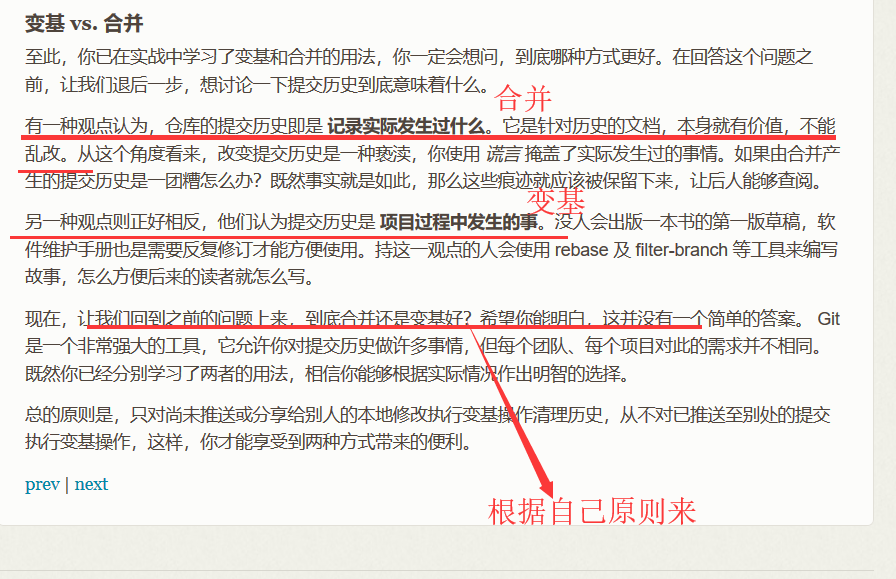 变基 vs. 合并
至此，你已在实战中学习了变基和合并的用法，你一定会想问，到底哪种方式更好。在回答这个问题之
前，让我们退后一步，想讨论一下提交历史到底意味着什么。
合并
有一种观点认为，仓库的提交历史即是 记录实际发生过什么。它是针对历史的文档，本身就有价值，不能
乱改。从这个角度看来，改变提交历史是一种亵渎，你使用 谎言 掩盖了实际发生过的事情。如果由合并产
生的提交历史是一团糟怎么办？既然事实就是如此，那么这些痕迹就应该被保留下来，让后人能够查阅。
变基
另一种观点则正好相反，他们认为提交历史是 项目过程中发生的事。没人会出版一本书的第一版草稿，软
件维护手册也是需要反复修订才能方便使用。持这一观点的人会使用 rebase 及 filter-branch 等工具来编写
故事，怎么方便后来的读者就怎么写。
现在，让我们回到之前的问题上来，到底合并还是变基好？希望你能明白，这并没有一个简单的答案。 Git
是一个非常强大的工具，它允许你对提交历史做许多事情，但每个团队、每个项目对此的需求并不相同。
既然你已经分别学习了两者的用法，相信你能够根据实际情况作出明智的选择。
总的原则是，只对尚未推送或分享给别人的本地修改执行变基操作清理历史，从不对已推送至别处的提交
执行变基操作，这样，你才能享受到两种方式带来的便利。
prev | next
根据自己原则来